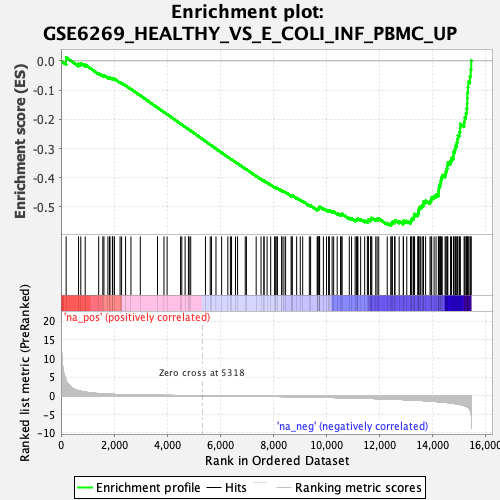 Enrichment plot:
GSE6269_HEALTHY_VS_E_COLI_INF_PBMC_UP
Enrichment score (ES)
0.0
-0.1
-0.2
-0.3
-0.4
-0.5
'na_pos' (positively correlated)
Ranked list metric (PreRanked)
20
15
10
5
0
-5
-10
Zero cross at 5318
'na_neg' (negatively correlated)
0 2,000 4,000 6,000 8,000 10,000 12,000 14,000 16,000
Rank in Ordered Dataset
Enrichment profile Hits Ranking metric scores